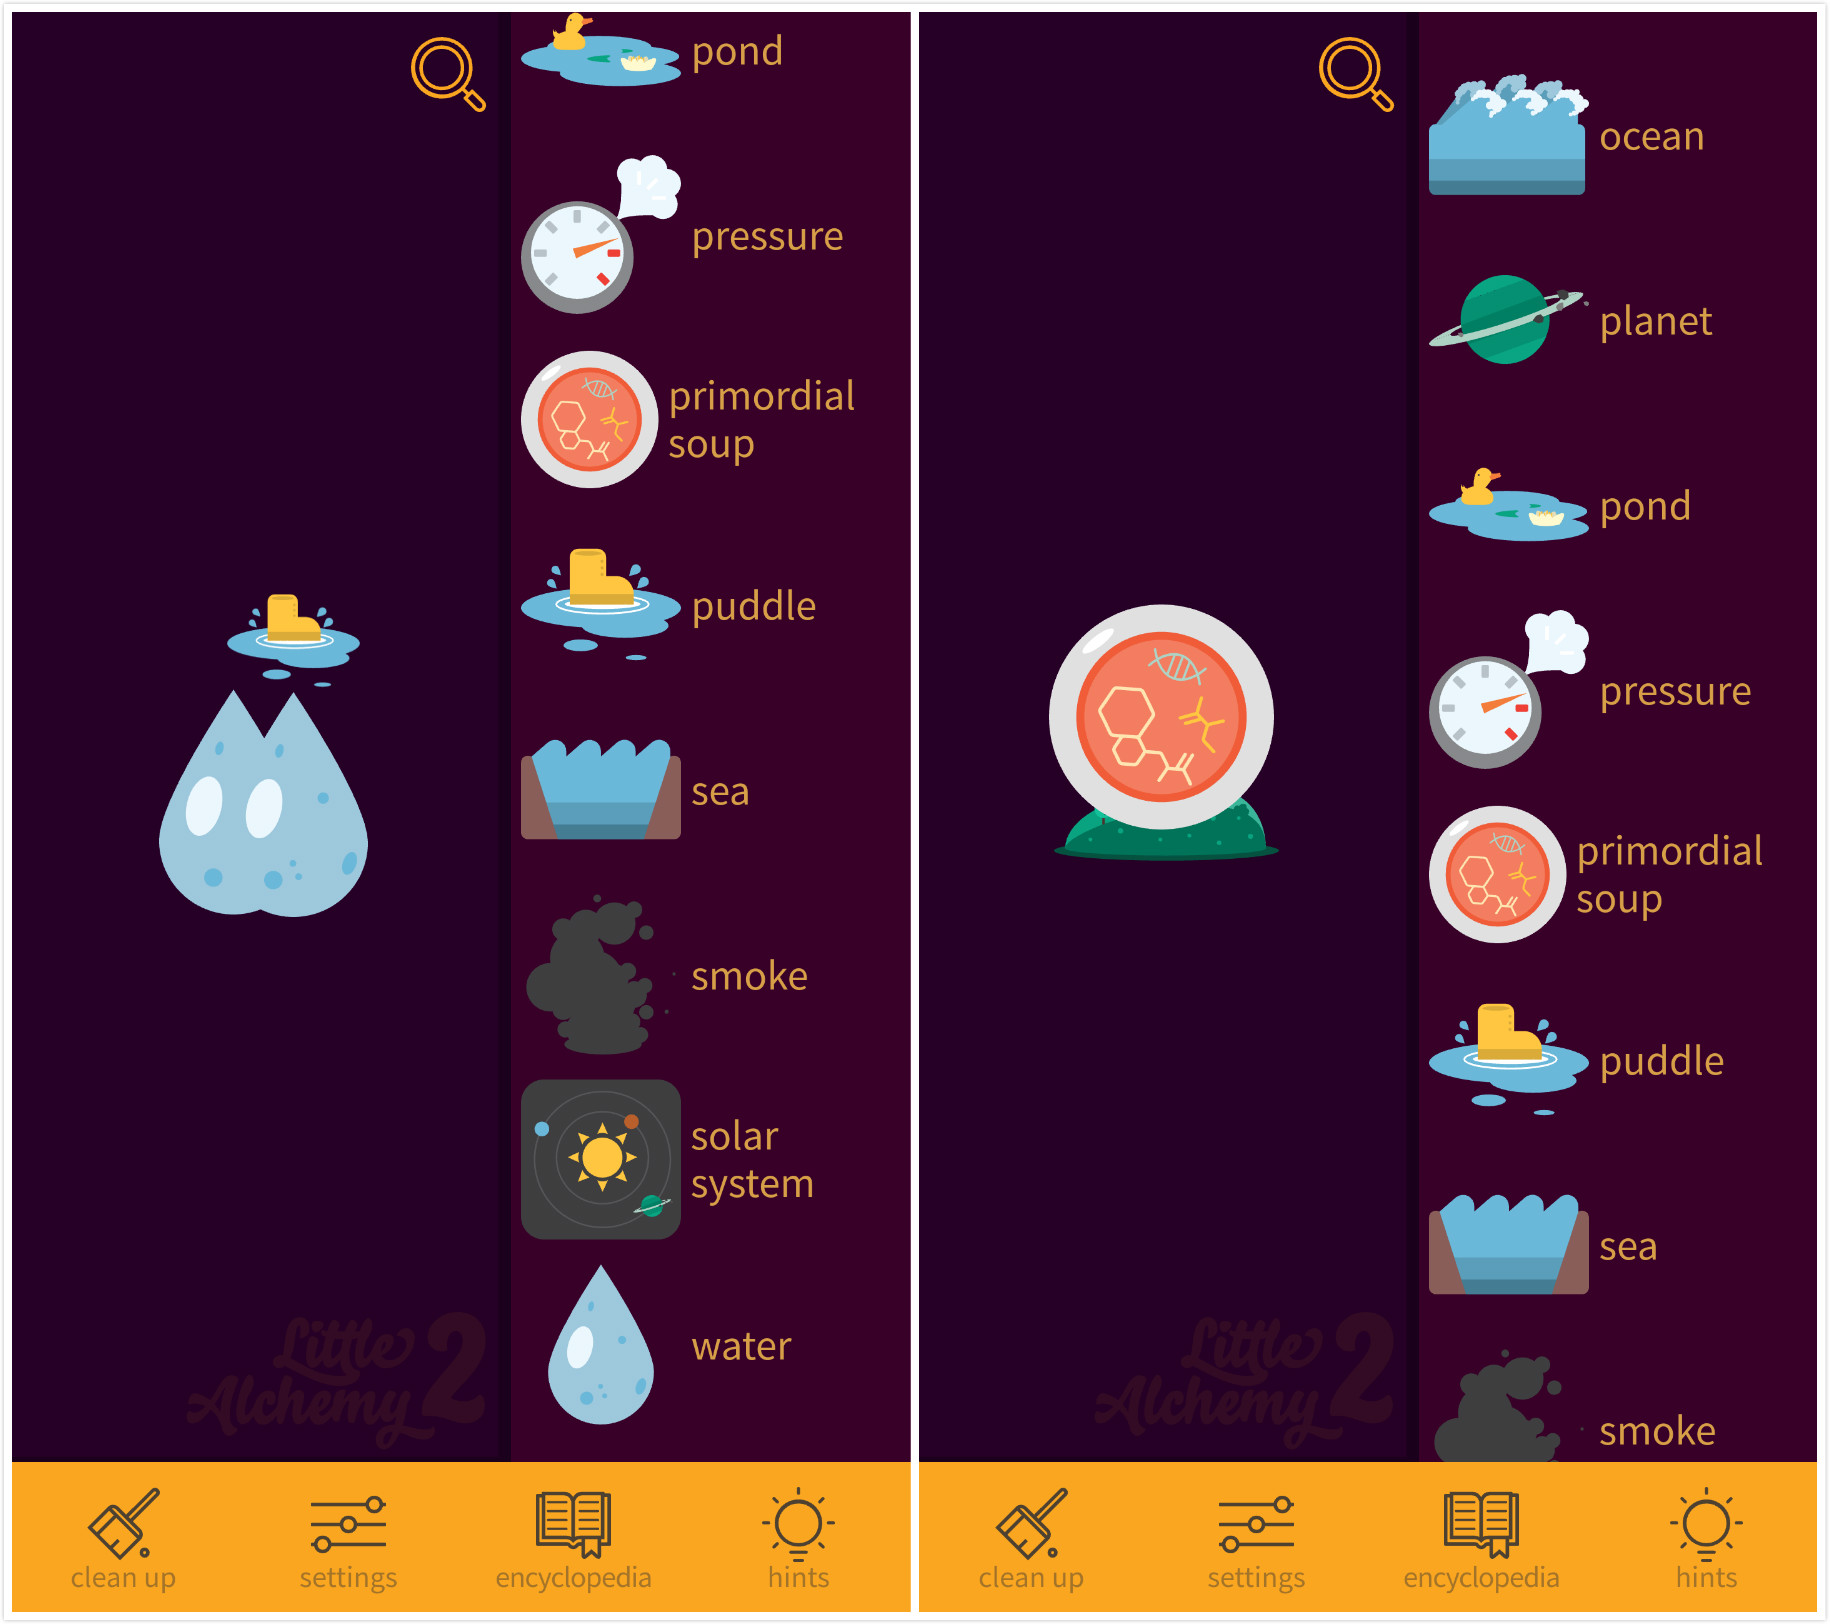 pond
pressure
primordial
soup
puddle
sea
smoke
solar
system
water
Little
Alchemy 2
clean up
settings
encyclopedia
hints
ocean
planet
pond
pressure
primordial
soup
puddle
sea
smoke
Little
Alchemy 2
clean up
settings
encyclopedia
hints